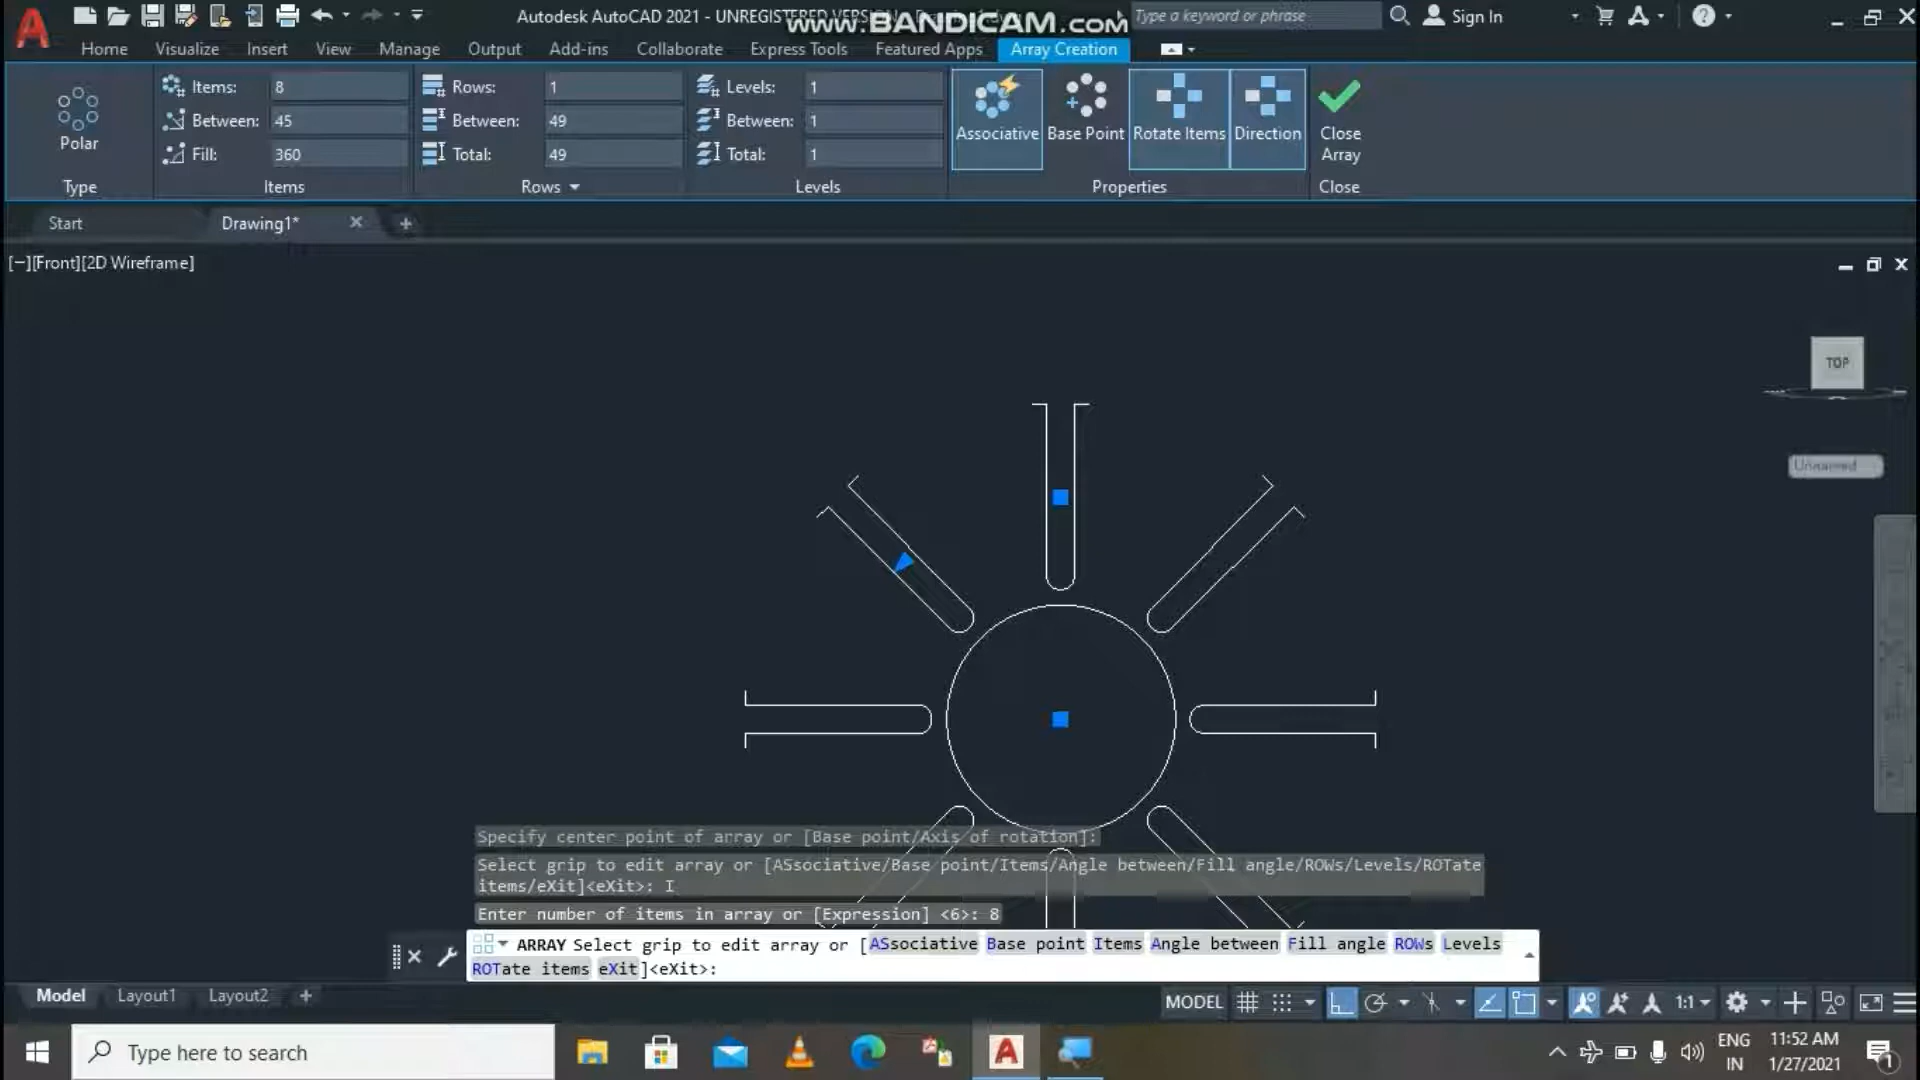 Autodesk AutoCAD 2021 - UNREGISTERED VERSION
www.BANDICAM.com
Type a keyword or phrase
Sign In
Home Visualize Insert View Manage Output Add-ins Collaborate Express Tools Featured Apps Array Creation
Items: 8 Rows: 1 Levels: 1
Between: 45 Between: 49 Between: 1
Fill: 360 Total: 49 Total: 1
Polar Associative Base Point Rotate Items Direction Close Array
Type Items Rows Levels Properties Close
Start Drawing1*
[−][Front][2D Wireframe]
TOP
Unnamed
Specify center point of array or [Base point/Axis of rotation]:
Select grip to edit array or [ASsociative/Base point/Items/Angle between/Fill angle/ROWs/Levels/ROTate
items/eXit]<eXit>: I
Enter number of items in array or [Expression] <6>: 8
ARRAY Select grip to edit array or [ASsociative Base point Items Angle between Fill angle ROWs Levels
ROTate items eXit]<eXit>:
Model Layout1 Layout2 +
MODEL 1:1
Type here to search
ENG 11:52 AM
IN 1/27/2021
1